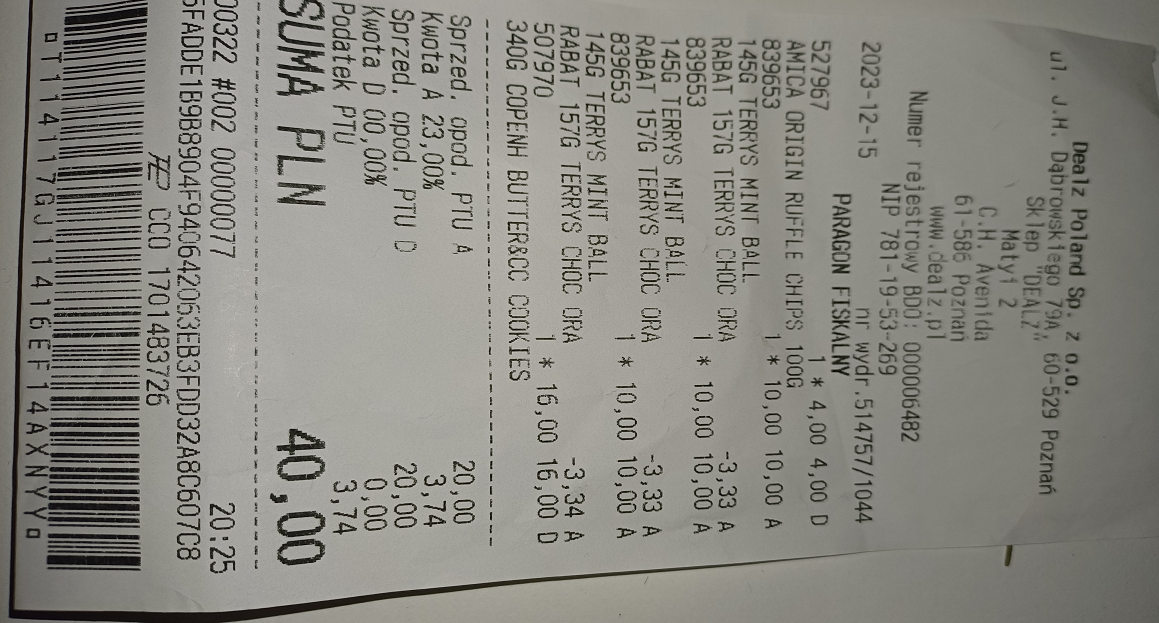 Dealz Poland Sp. z o.o.
ul. J.H. Dąbrowskiego 79A, 60-529 Poznań
Sklep "DEALZ"
Matyi 2
C.H. Avenida
61-586 Poznań
www.dealz.pl
Numer rejestrowy BDO: 000006482
NIP 781-19-53-269
2023-12-15 nr wydr.514757/1044
PARAGON FISKALNY
527967 1 * 4,00 4,00 D
AMICA ORIGIN RUFFLE CHIPS 100G
839653 1 * 10,00 10,00 A
145G TERRYS MINT BALL
RABAT 157G TERRYS CHOC ORA -3,33 A
839653 1 * 10,00 10,00 A
145G TERRYS MINT BALL
RABAT 157G TERRYS CHOC ORA -3,33 A
839653 1 * 10,00 10,00 A
145G TERRYS MINT BALL
RABAT 157G TERRYS CHOC ORA -3,34 A
507970 1 * 16,00 16,00 D
340G COPENH BUTTER&CC COOKIES
Sprzed. opod. PTU A 20,00
Kwota A 23,00% 3,74
Sprzed. opod. PTU D 20,00
Kwota D 00,00% 0,00
Podatek PTU 3,74
SUMA PLN 40,00
00322 #002 00000077 20:25
5FADDE1B9B8904F940642053EB3FDD32A8C607C8
CCO 1701483726
T114117GJ11416EF14AXNYY